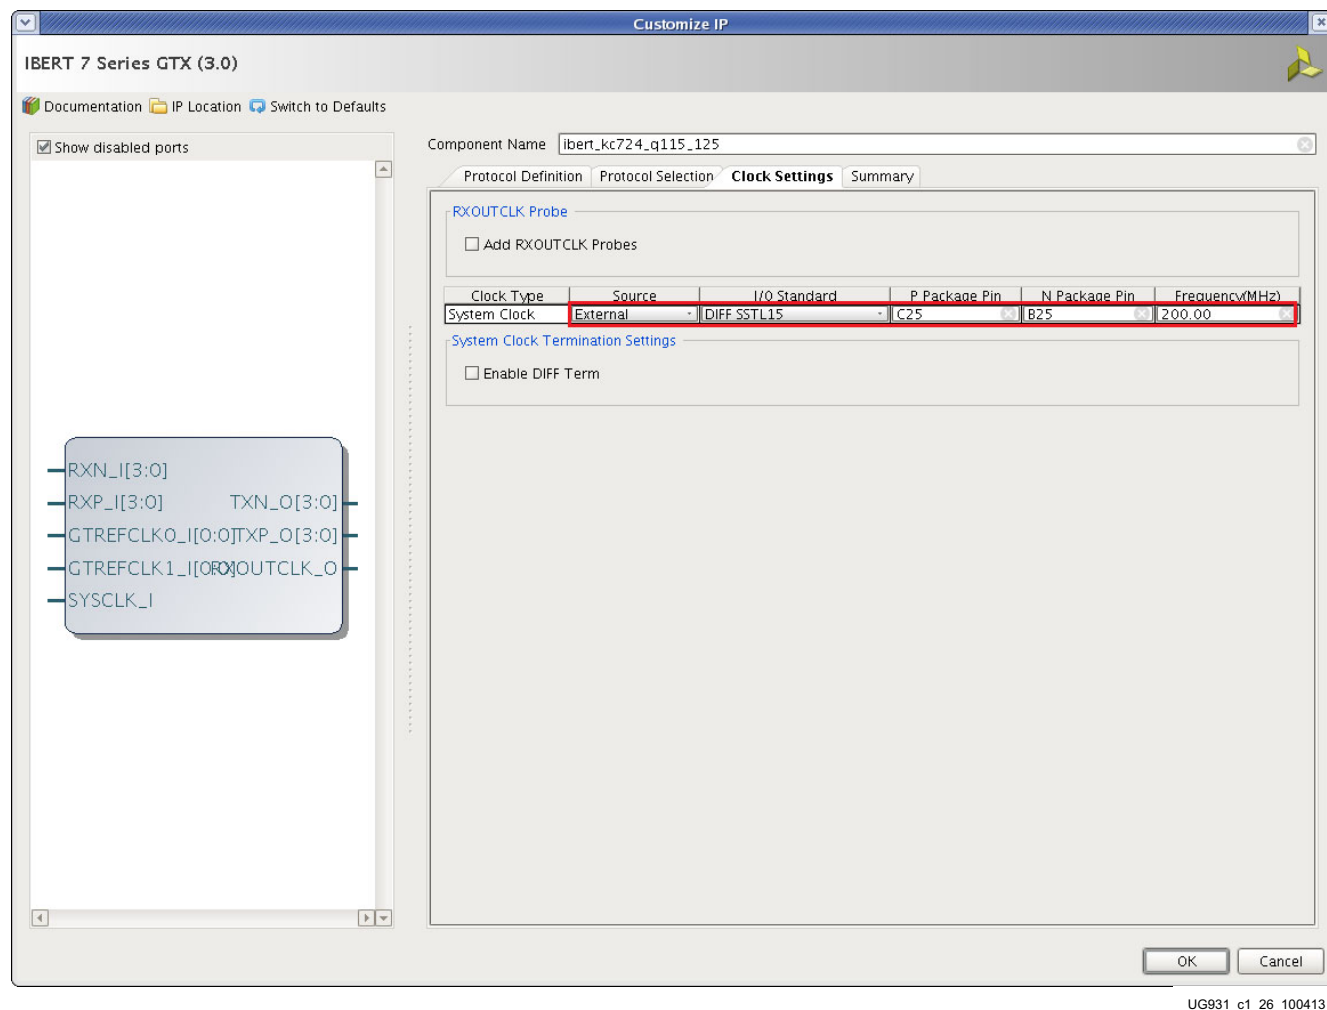 Customize IP
IBERT 7 Series GTX (3.0)
Documentation IP Location Switch to Defaults
Show disabled ports
Component Name ibert_kc724_q115_125
Protocol Definition Protocol Selection Clock Settings Summary
RXOUTCLK Probe
Add RXOUTCLK Probes
Clock Type Source I/O Standard P Package Pin N Package Pin Frequency(MHz)
System Clock External DIFF SSTL15 C25 B25 200.00
System Clock Termination Settings
Enable DIFF Term
RXN_I[3:0]
RXP_I[3:0] TXN_O[3:0]
GTREFCLK0_I[0:0] TXP_O[3:0]
GTREFCLK1_I[0:0] RXOUTCLK_O
SYSCLK_I
OK Cancel
UG931_c1_26_100413